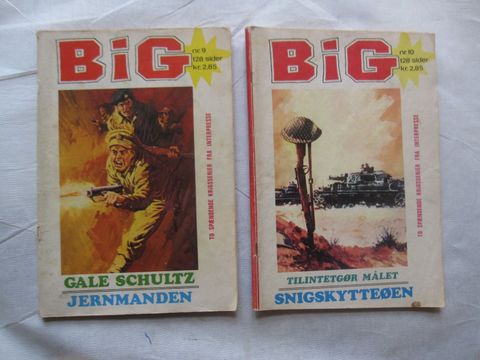 BiG
nr. 9
128 sider
kr. 2.85
TO SPÆNDENDE KRIGSSERIER FRA INTERPRESSE
GALE SCHULTZ
JERNMANDEN
BiG
nr. 10
128 sider
kr. 2.85
TO SPÆNDENDE KRIGSSERIER FRA INTERPRESSE
TILINTETGØR MÅLET
SNIGSKYTTEØEN